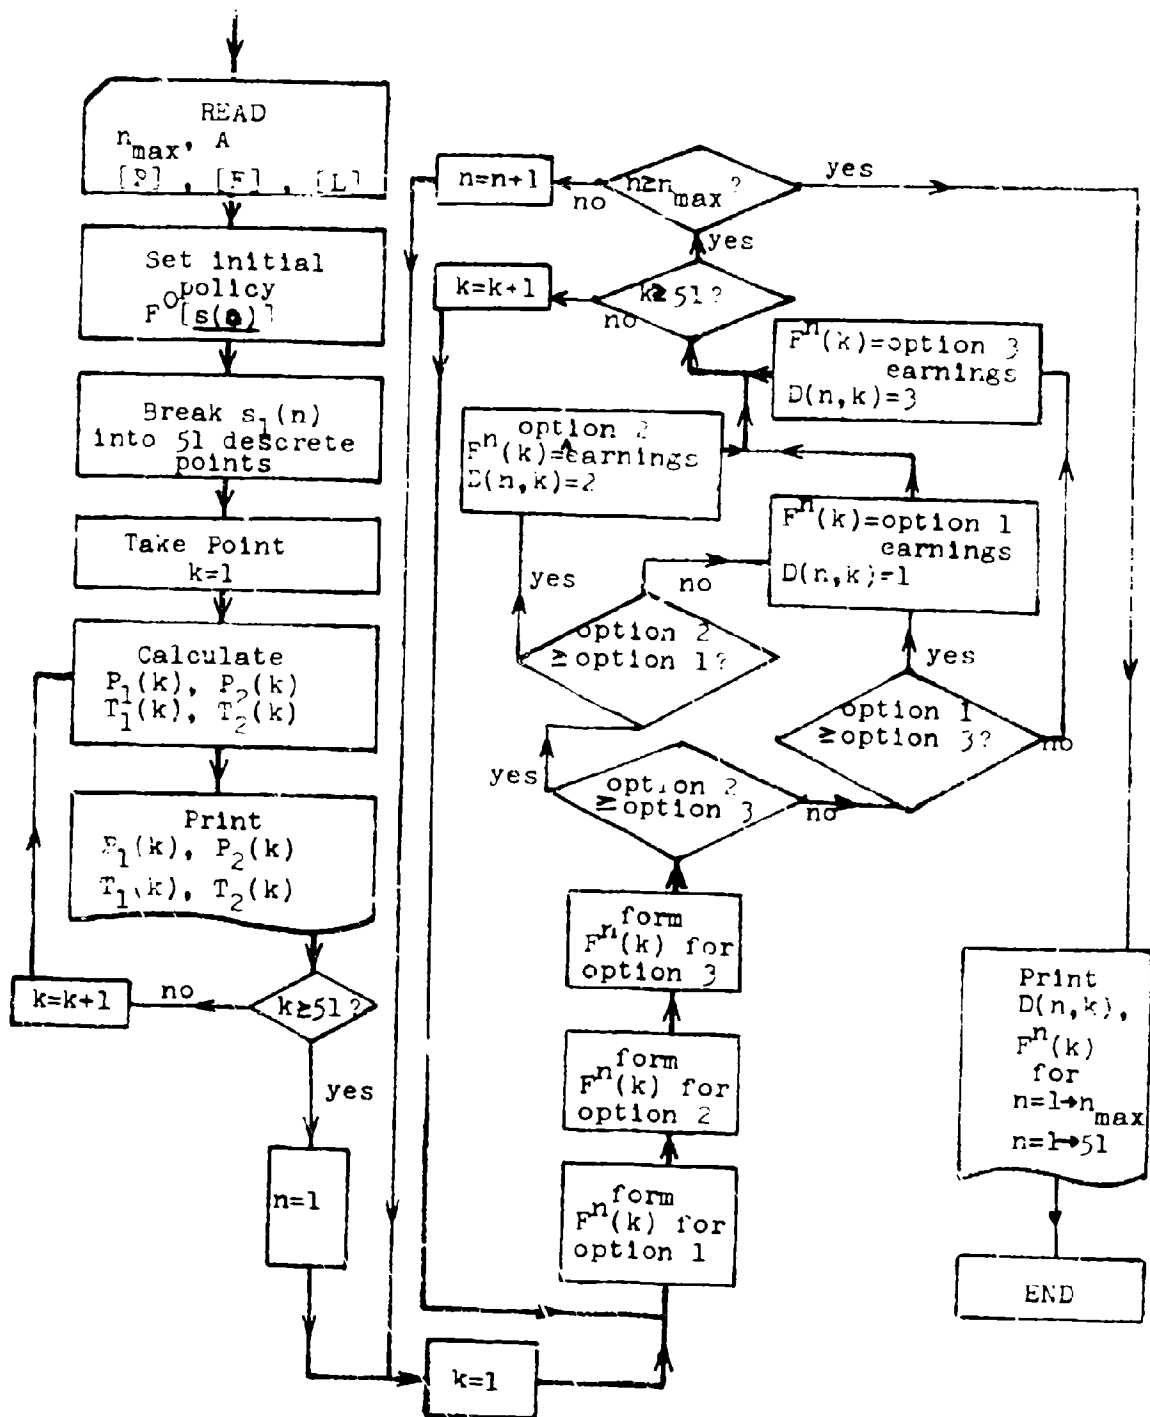 READ
n_max, A
[P], [F], [L]
Set initial
policy
F^0[s(0)]
Break s_1(n)
into 51 descrete
points
Take Point
k=1
Calculate
P_1(k), P_2(k)
T_1(k), T_2(k)
Print
P_1(k), P_2(k)
T_1(k), T_2(k)
k≥51?
no
k=k+1
yes
n=1
k=1
form
F^n(k) for
option 1
form
F^n(k) for
option 2
form
F^n(k) for
option 3
option 2
≥option 3
yes
no
option 2
≥option 1?
yes
no
option 1
≥option 3?
yes
no
option 2
F^n(k)=^earnings
D(n,k)=2
F^n(k)=option 1
earnings
D(n,k)=1
F^n(k)=option 3
earnings
D(n,k)=3
k≥51?
no
k=k+1
yes
n≥n_max?
no
n=n+1
yes
Print
D(n,k),
F^n(k)
for
n=1→n_max
n=1→51
END